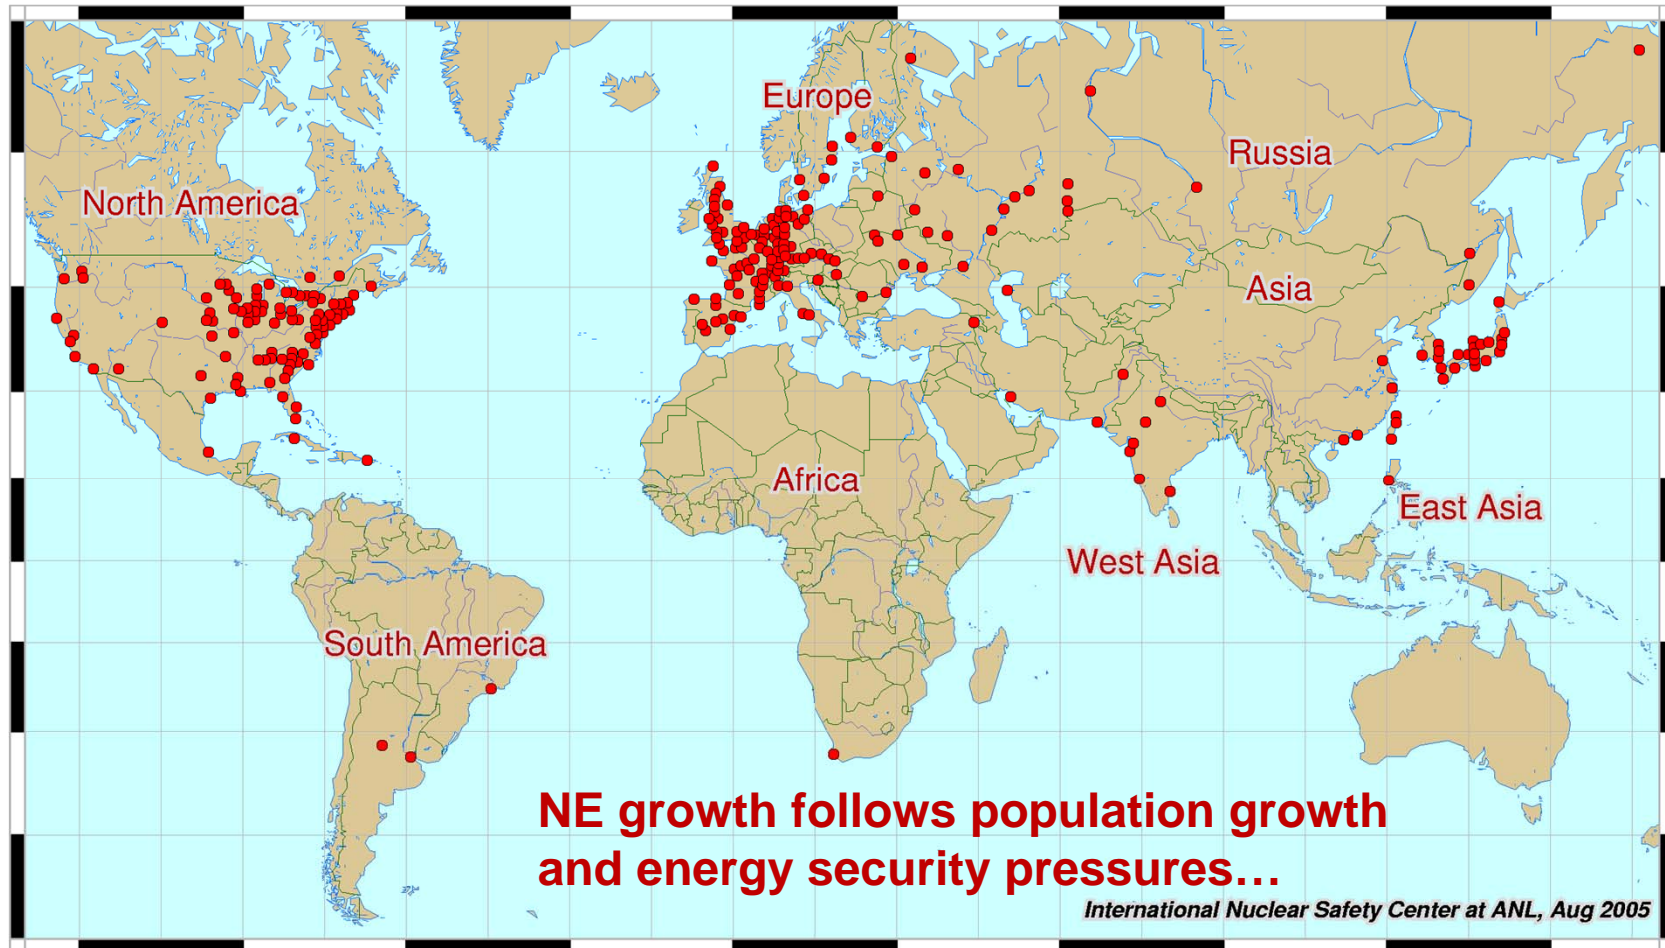 Europe
Russia
North America
Asia
Africa
East Asia
West Asia
South America
NE growth follows population growth
and energy security pressures…
International Nuclear Safety Center at ANL, Aug 2005